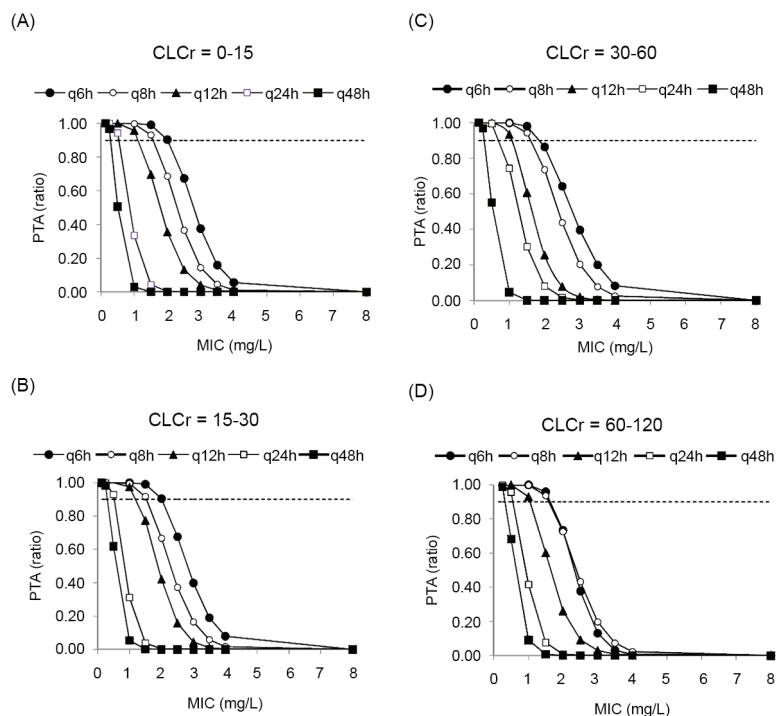 (A)
CLCr = 0-15
q6h q8h q12h q24h q48h
PTA (ratio)
1.00
0.80
0.60
0.40
0.20
0.00
0 1 2 3 4 5 6 7 8
MIC (mg/L)
(B)
CLCr = 15-30
q6h q8h q12h q24h q48h
PTA (ratio)
1.00
0.80
0.60
0.40
0.20
0.00
0 1 2 3 4 5 6 7 8
MIC (mg/L)
(C)
CLCr = 30-60
q6h q8h q12h q24h q48h
PTA (ratio)
1.00
0.80
0.60
0.40
0.20
0.00
0 1 2 3 4 5 6 7 8
MIC (mg/L)
(D)
CLCr = 60-120
q6h q8h q12h q24h q48h
PTA (ratio)
1.00
0.80
0.60
0.40
0.20
0.00
0 1 2 3 4 5 6 7 8
MIC (mg/L)